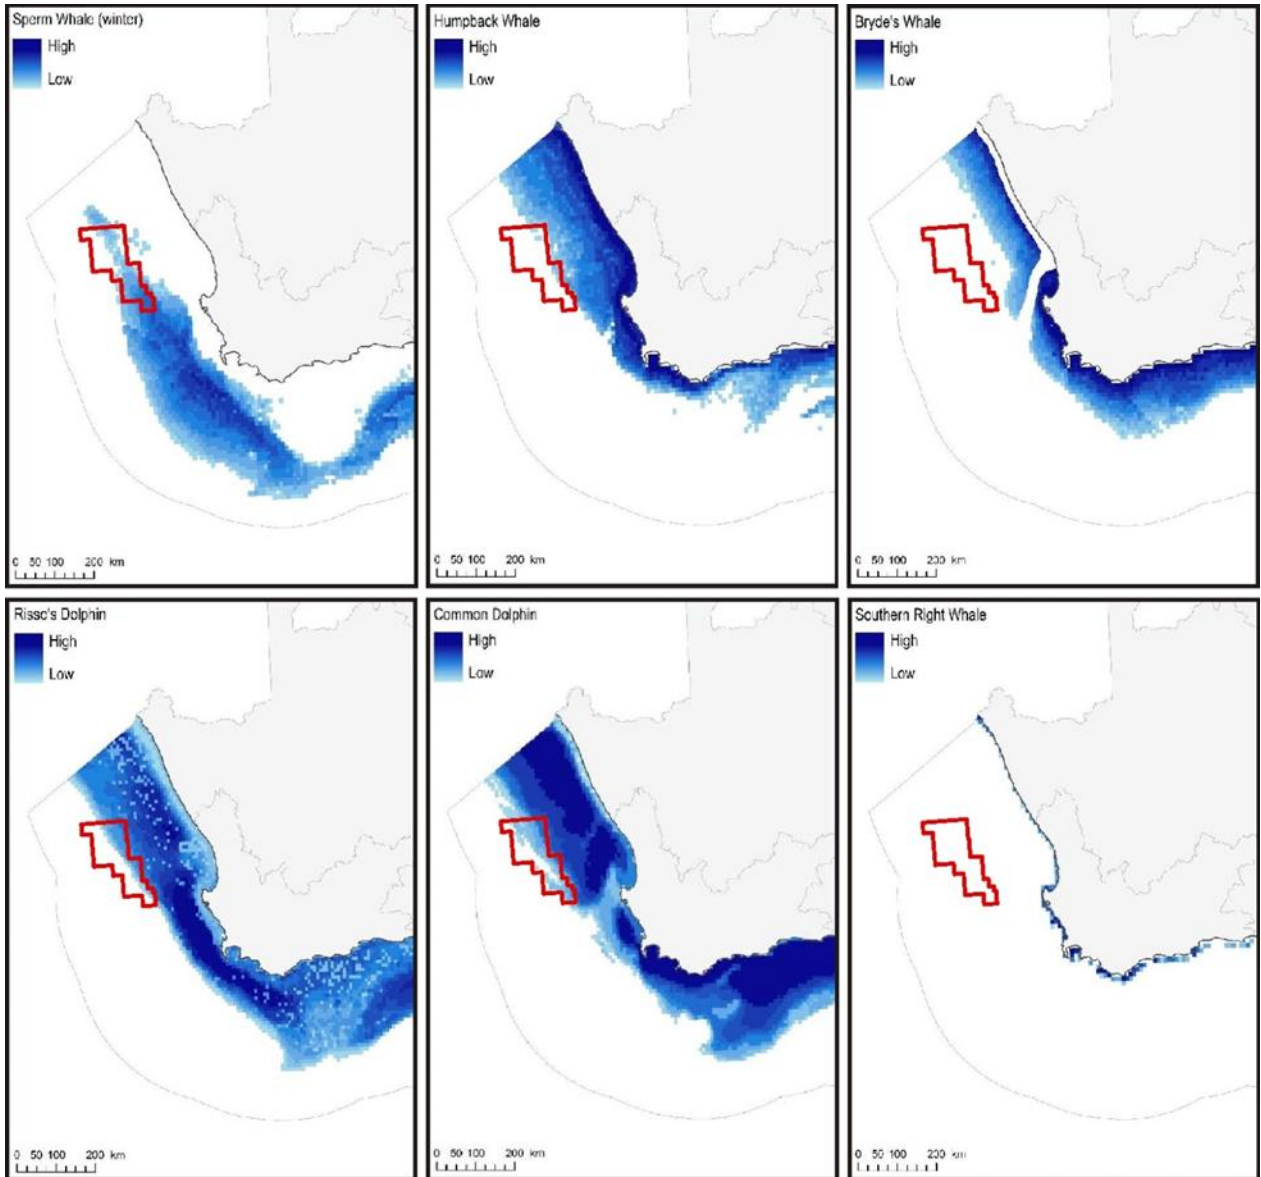 Sperm Whale (winter)
High
Low
0 50 100 200 km
Humpback Whale
High
Low
0 50 100 200 km
Bryde's Whale
High
Low
0 50 100 200 km
Risso's Dolphin
High
Low
0 50 100 200 km
Common Dolphin
High
Low
0 50 100 200 km
Southern Right Whale
High
Low
0 50 100 200 km